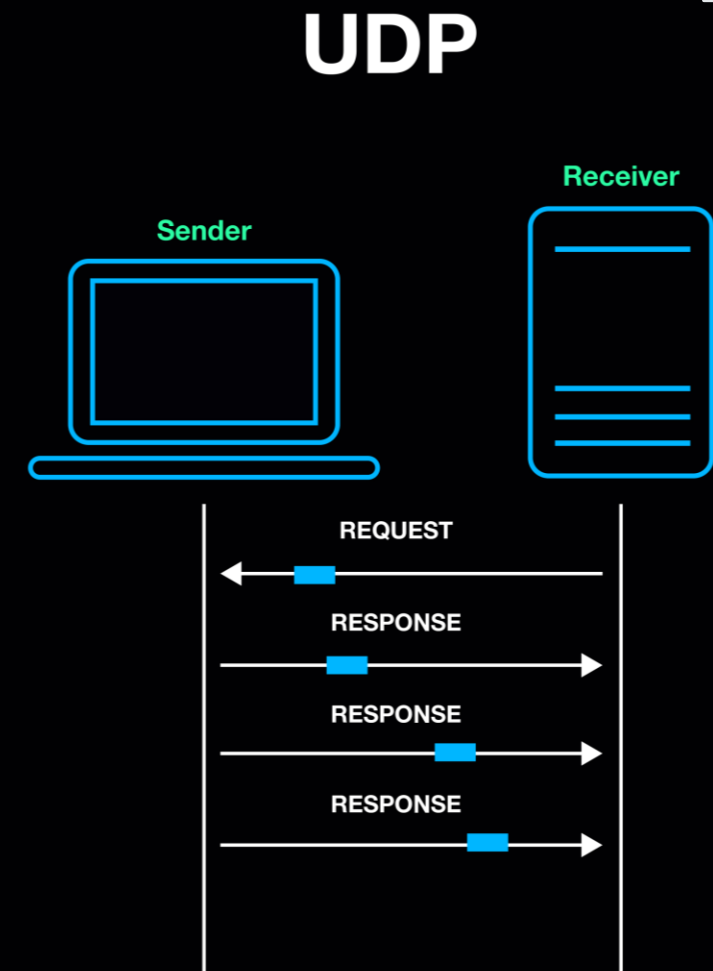 UDP
Receiver
Sender
REQUEST
RESPONSE
RESPONSE
RESPONSE